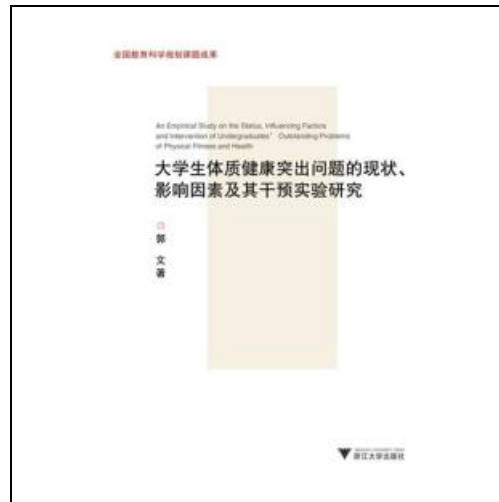 全国教育科学规划课题成果
An Empirical Study on the Status, Influencing Factors
and Intervention of Undergraduates' Outstanding Problems
of Physical Fitness and Health
大学生体质健康突出问题的现状、
影响因素及其干预实验研究
郭
文
著
浙江大学出版社